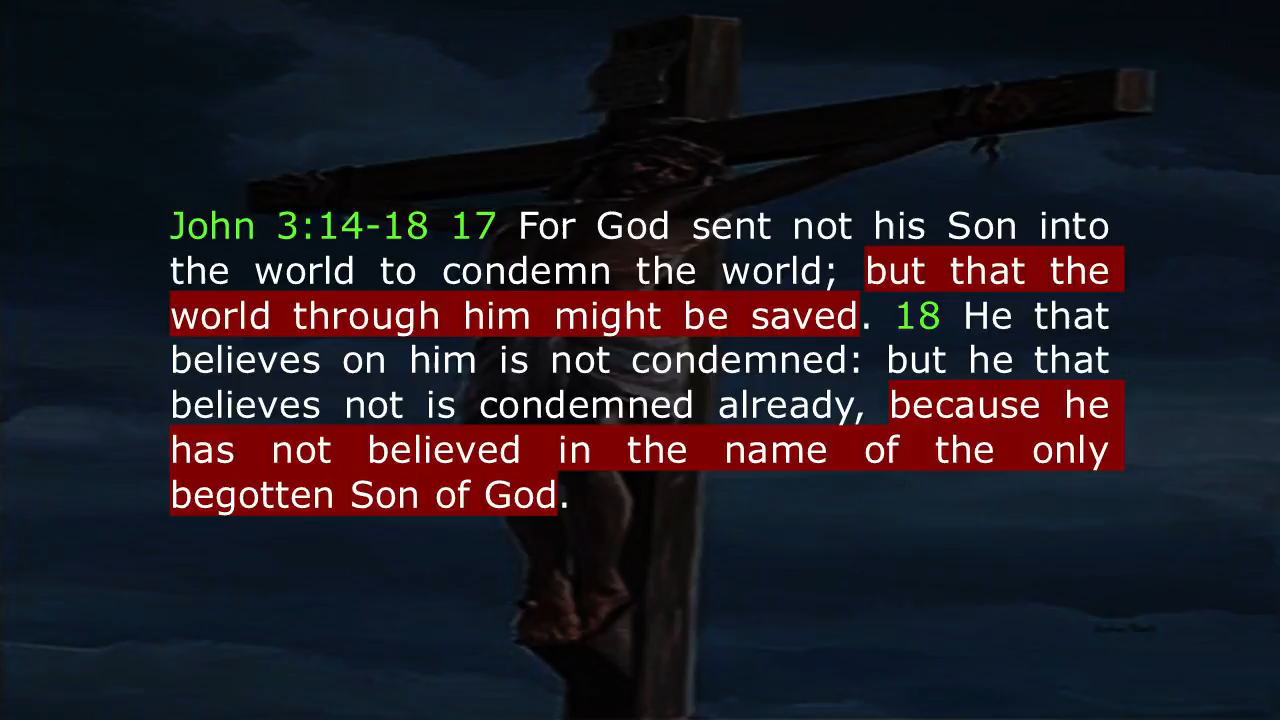 John 3:14-18 17 For God sent not his Son into
the world to condemn the world; but that the
world through him might be saved. 18 He that
believes on him is not condemned: but he that
believes not is condemned already, because he
has not believed in the name of the only
begotten Son of God.